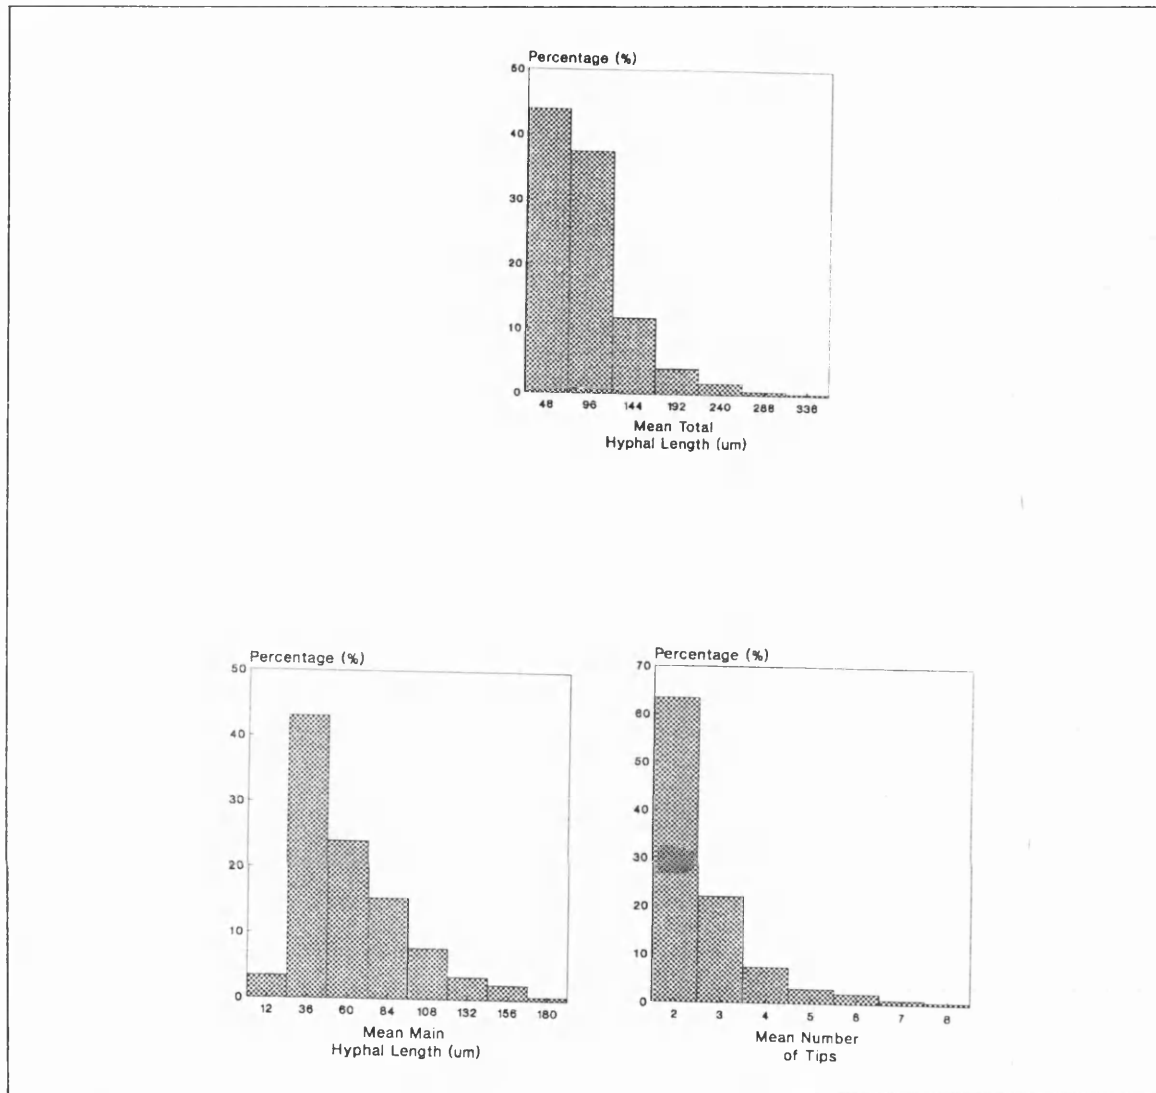 Percentage (%)
50
40
30
20
10
0
48 96 144 192 240 288 336
Mean Total
Hyphal Length (um)
Percentage (%)
50
40
30
20
10
0
12 36 60 84 108 132 156 180
Mean Main
Hyphal Length (um)
Percentage (%)
70
60
50
40
30
20
10
0
2 3 4 5 6 7 8
Mean Number
of Tips